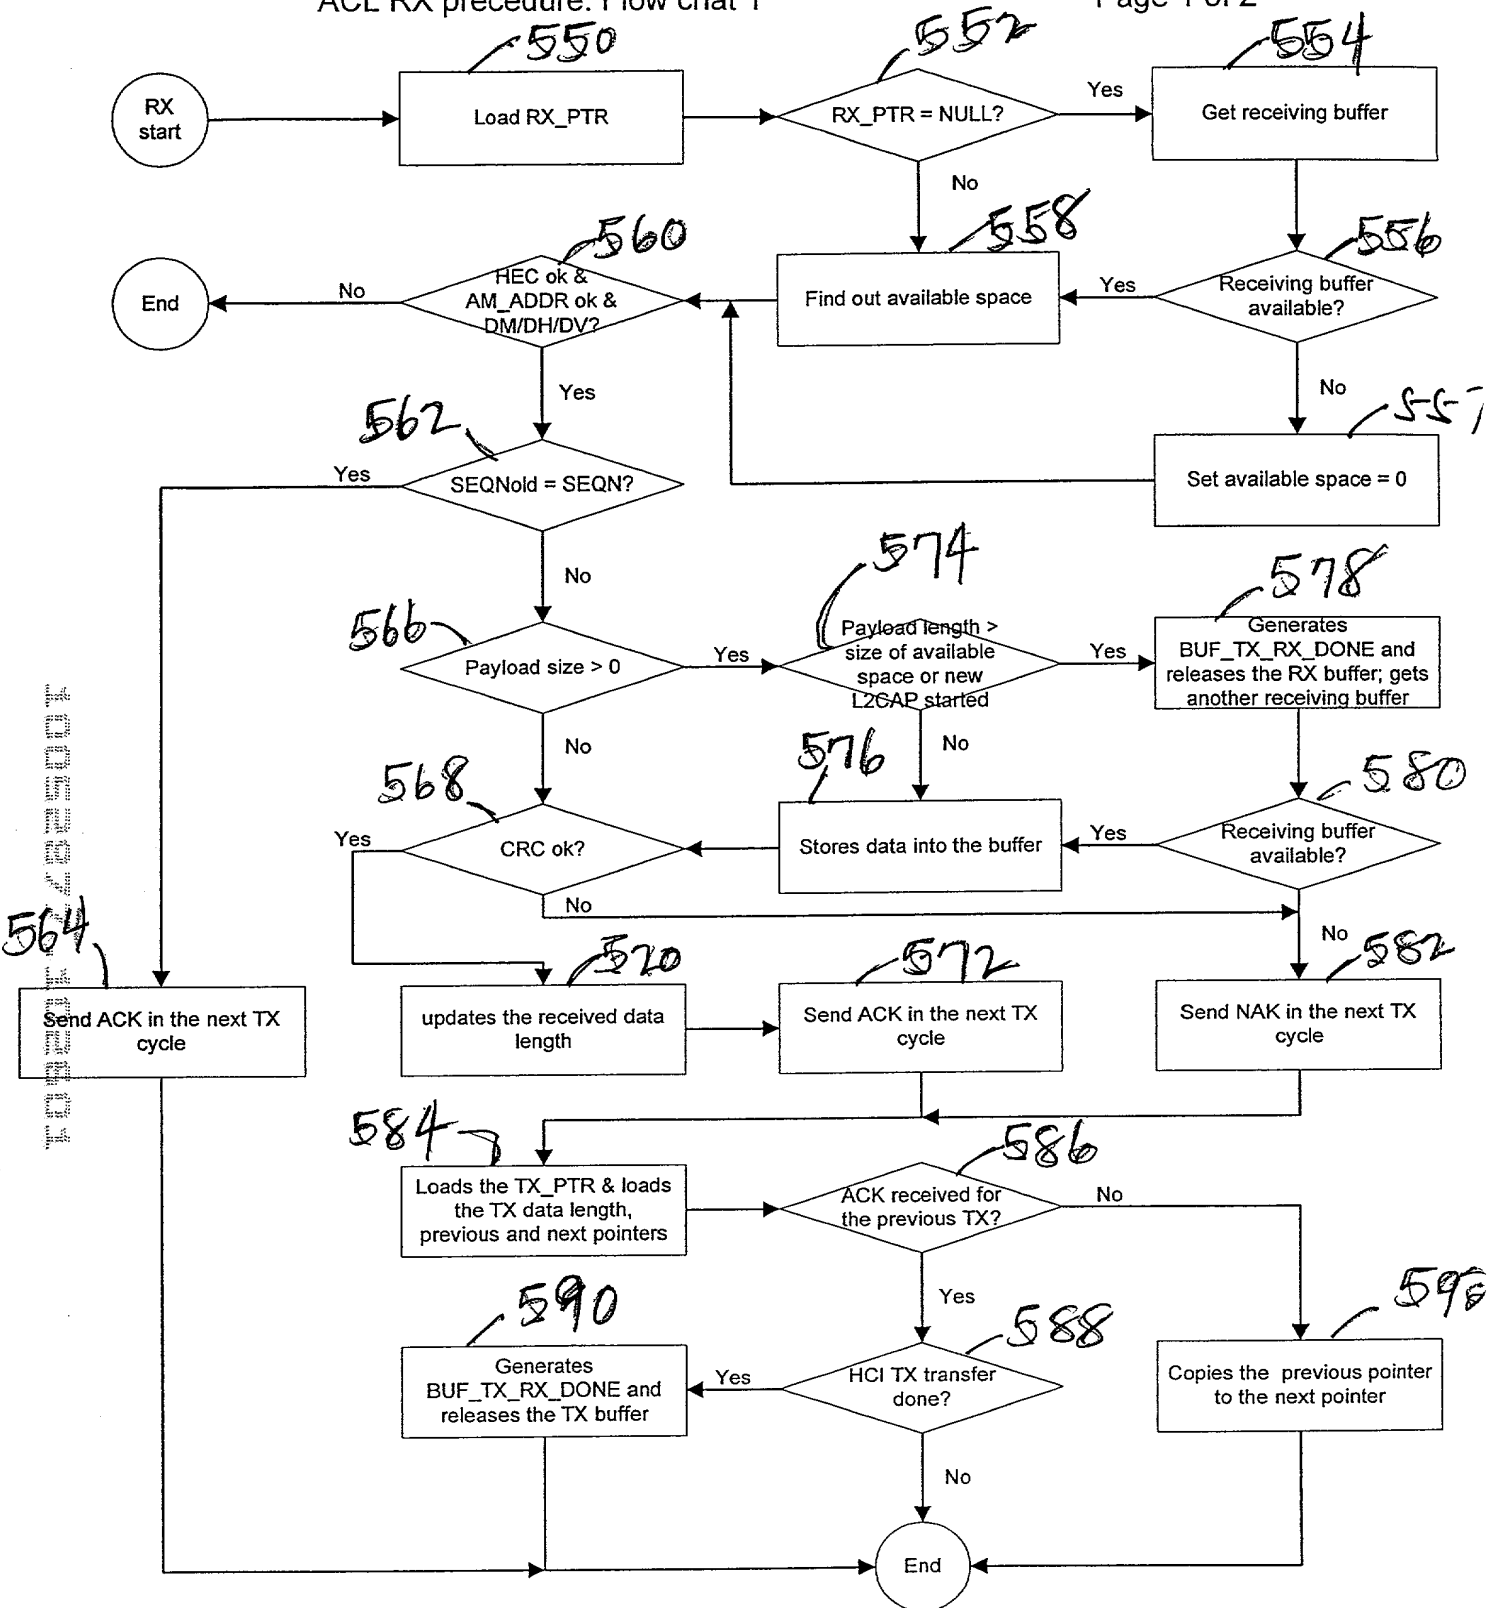 ACL RX precedure: Flow chat 1
Page 1 of 2
550
552
554
RX
start
Load RX_PTR
RX_PTR = NULL?
Yes
Get receiving buffer
No
560
558
556
End
No
HEC ok &
AM_ADDR ok &
DM/DH/DV?
Find out available space
Yes
Receiving buffer
available?
Yes
No
562
557
Yes
SEQNold = SEQN?
Set available space = 0
No
574
578
566
Payload size > 0
Yes
Payload length >
size of available
space or new
L2CAP started
Yes
Generates
BUF_TX_RX_DONE and
releases the RX buffer; gets
another receiving buffer
No
No
576
568
580
Yes
CRC ok?
Stores data into the buffer
Yes
Receiving buffer
available?
No
No
564
520
572
582
Send ACK in the next TX
cycle
updates the received data
length
Send ACK in the next TX
cycle
Send NAK in the next TX
cycle
584
586
Loads the TX_PTR & loads
the TX data length,
previous and next pointers
ACK received for
the previous TX?
No
Yes
590
588
Generates
BUF_TX_RX_DONE and
releases the TX buffer
Yes
HCI TX transfer
done?
Copies the previous pointer
to the next pointer
No
End